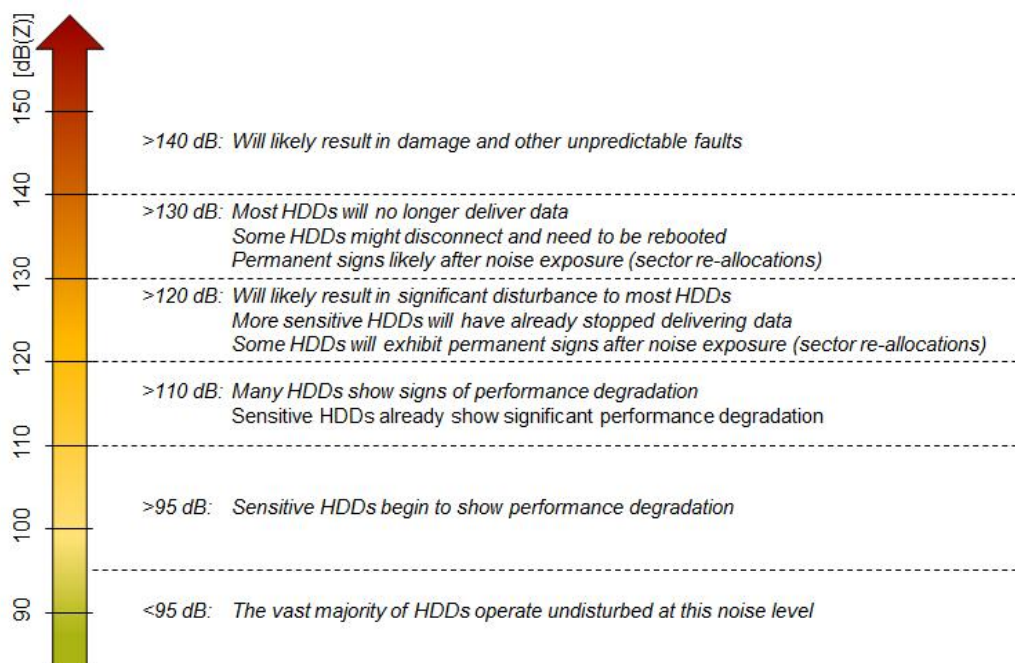 [dB(Z)]
150
>140 dB: Will likely result in damage and other unpredictable faults
140
>130 dB: Most HDDs will no longer deliver data
Some HDDs might disconnect and need to be rebooted
Permanent signs likely after noise exposure (sector re-allocations)
130
>120 dB: Will likely result in significant disturbance to most HDDs
More sensitive HDDs will have already stopped delivering data
Some HDDs will exhibit permanent signs after noise exposure (sector re-allocations)
120
>110 dB: Many HDDs show signs of performance degradation
Sensitive HDDs already show significant performance degradation
110
>95 dB: Sensitive HDDs begin to show performance degradation
100
<95 dB: The vast majority of HDDs operate undisturbed at this noise level
90